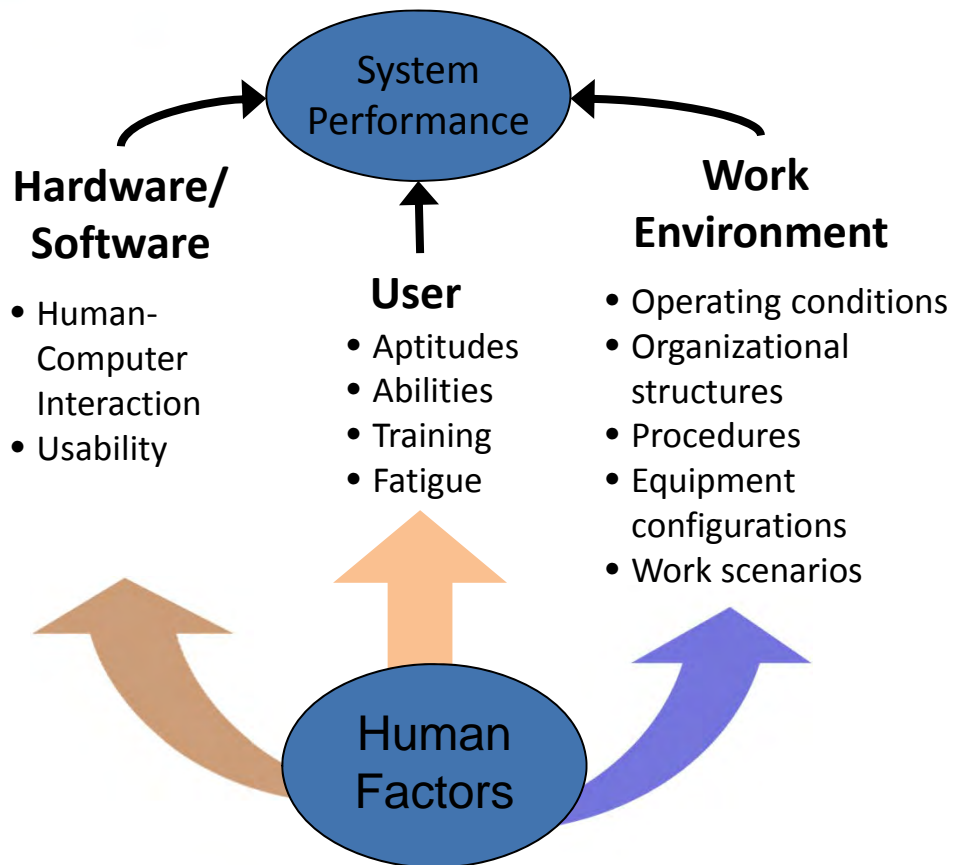 System
Performance
Hardware/
Software
• Human-
Computer
Interaction
• Usability
User
• Aptitudes
• Abilities
• Training
• Fatigue
Work
Environment
• Operating conditions
• Organizational
structures
• Procedures
• Equipment
configurations
• Work scenarios
Human
Factors